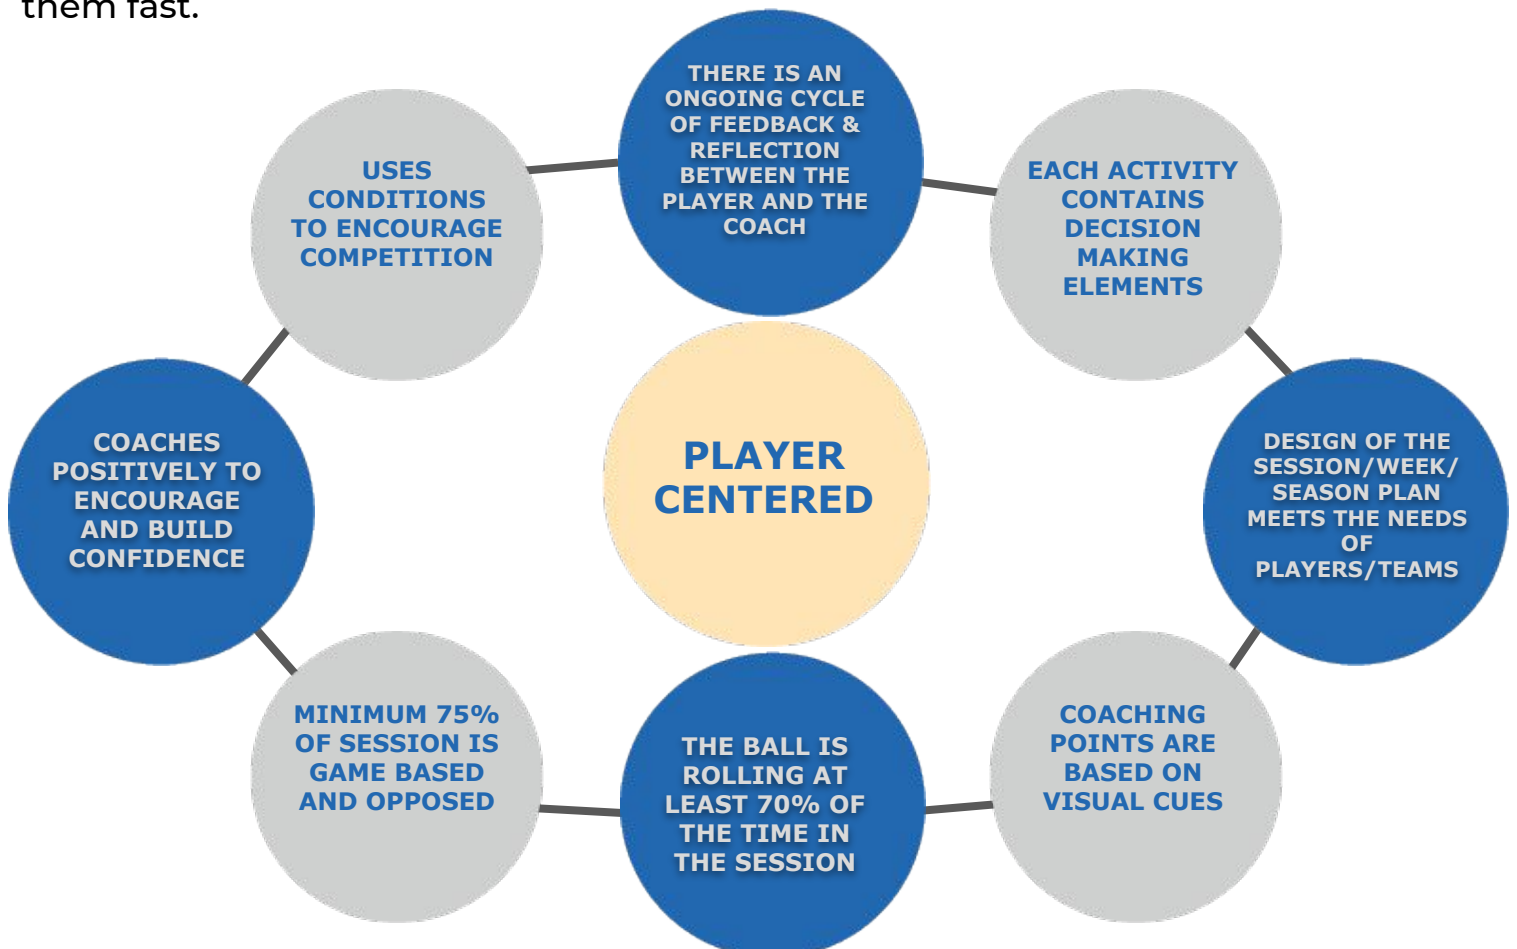 them fast.
THERE IS AN
ONGOING CYCLE
OF FEEDBACK &
REFLECTION
BETWEEN THE
PLAYER AND THE
COACH
USES
CONDITIONS
TO ENCOURAGE
COMPETITION
EACH ACTIVITY
CONTAINS
DECISION
MAKING
ELEMENTS
COACHES
POSITIVELY TO
ENCOURAGE
AND BUILD
CONFIDENCE
PLAYER
CENTERED
DESIGN OF THE
SESSION/WEEK/
SEASON PLAN
MEETS THE NEEDS
OF
PLAYERS/TEAMS
MINIMUM 75%
OF SESSION IS
GAME BASED
AND OPPOSED
THE BALL IS
ROLLING AT
LEAST 70% OF
THE TIME IN
THE SESSION
COACHING
POINTS ARE
BASED ON
VISUAL CUES